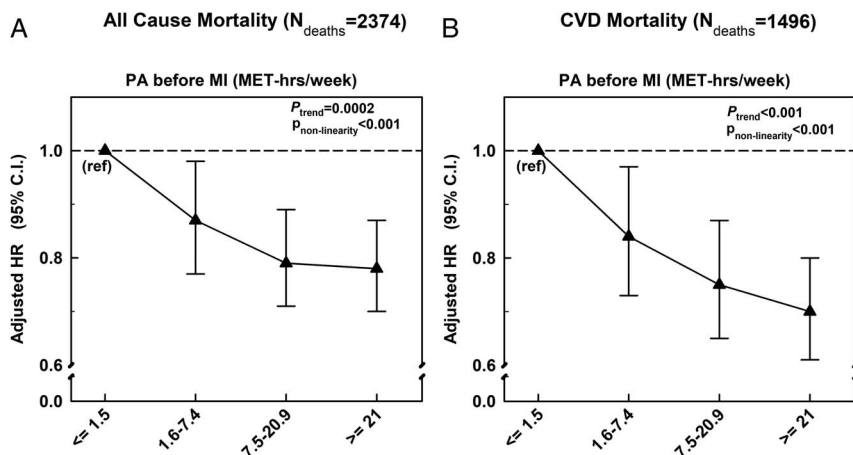 A All Cause Mortality (Ndeaths=2374)
PA before MI (MET-hrs/week)
Ptrend=0.0002
pnon-linearity<0.001
1.0
(ref)
0.8
0.6
0.0
Adjusted HR (95% C.I.)
<= 1.5
1.6-7.4
7.5-20.9
>= 21
B CVD Mortality (Ndeaths=1496)
PA before MI (MET-hrs/week)
Ptrend<0.001
pnon-linearity<0.001
1.0
(ref)
0.8
0.6
0.0
Adjusted HR (95% C.I.)
<= 1.5
1.6-7.4
7.5-20.9
>= 21